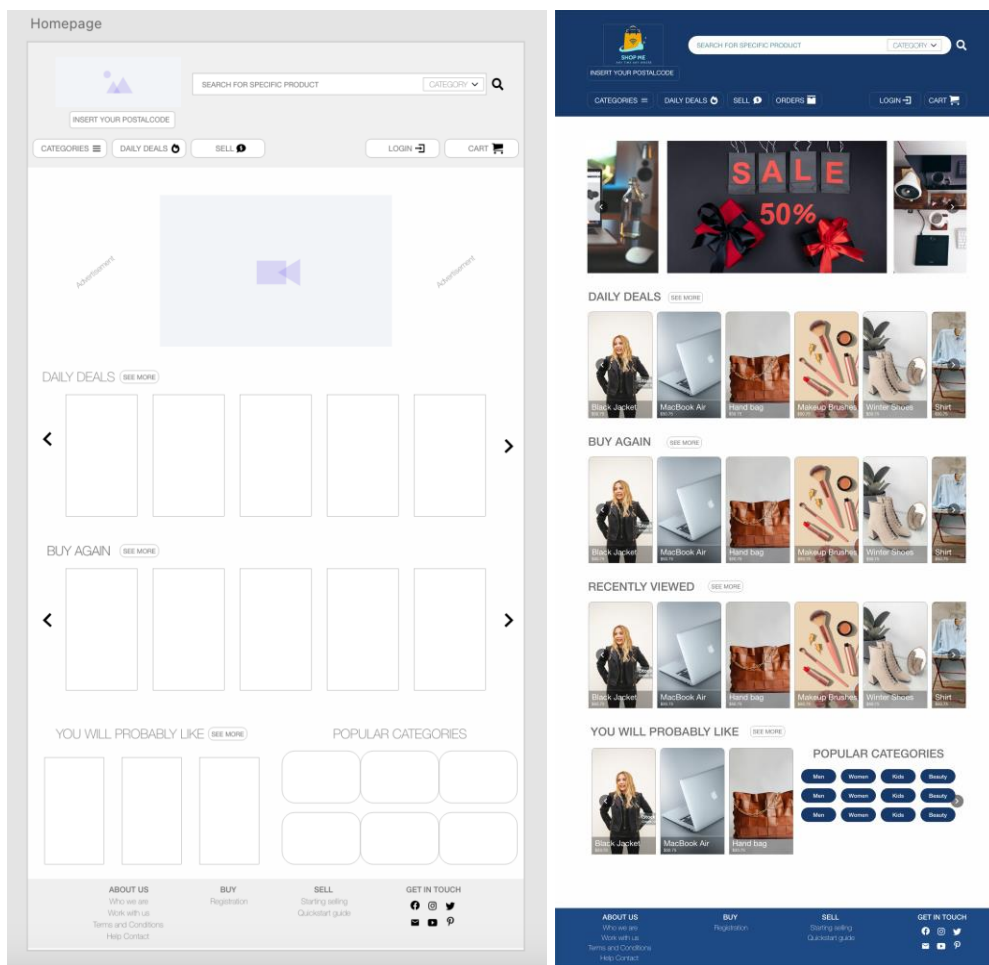 Homepage
SEARCH FOR SPECIFIC PRODUCT
CATEGORY
INSERT YOUR POSTALCODE
CATEGORIES
DAILY DEALS
SELL
LOGIN
CART
Advertisement
Advertisement
DAILY DEALS
SEE MORE
BUY AGAIN
SEE MORE
YOU WILL PROBABLY LIKE
SEE MORE
POPULAR CATEGORIES
ABOUT US
Who we are
Work with us
Terms and Conditions
Help Contact
BUY
Registration
SELL
Starting selling
Quickstart guide
GET IN TOUCH
SHOP ME
INSERT YOUR POSTALCODE
SEARCH FOR SPECIFIC PRODUCT
CATEGORY
CATEGORIES
DAILY DEALS
SELL
ORDERS
LOGIN
CART
SALE
50%
DAILY DEALS
SEE MORE
Black Jacket
MacBook Air
Hand bag
Makeup Brushes
Winter Shoes
Shirt
BUY AGAIN
SEE MORE
Black Jacket
MacBook Air
Hand bag
Makeup Brushes
Winter Shoes
Shirt
RECENTLY VIEWED
SEE MORE
Black Jacket
MacBook Air
Hand bag
Makeup Brushes
Winter Shoes
Shirt
YOU WILL PROBABLY LIKE
SEE MORE
Black Jacket
MacBook Air
Hand bag
POPULAR CATEGORIES
Men
Women
Kids
Beauty
Men
Women
Kids
Beauty
Men
Women
Kids
Beauty
ABOUT US
Who we are
Work with us
Terms and Conditions
Help Contact
BUY
Registration
SELL
Starting selling
Quickstart guide
GET IN TOUCH